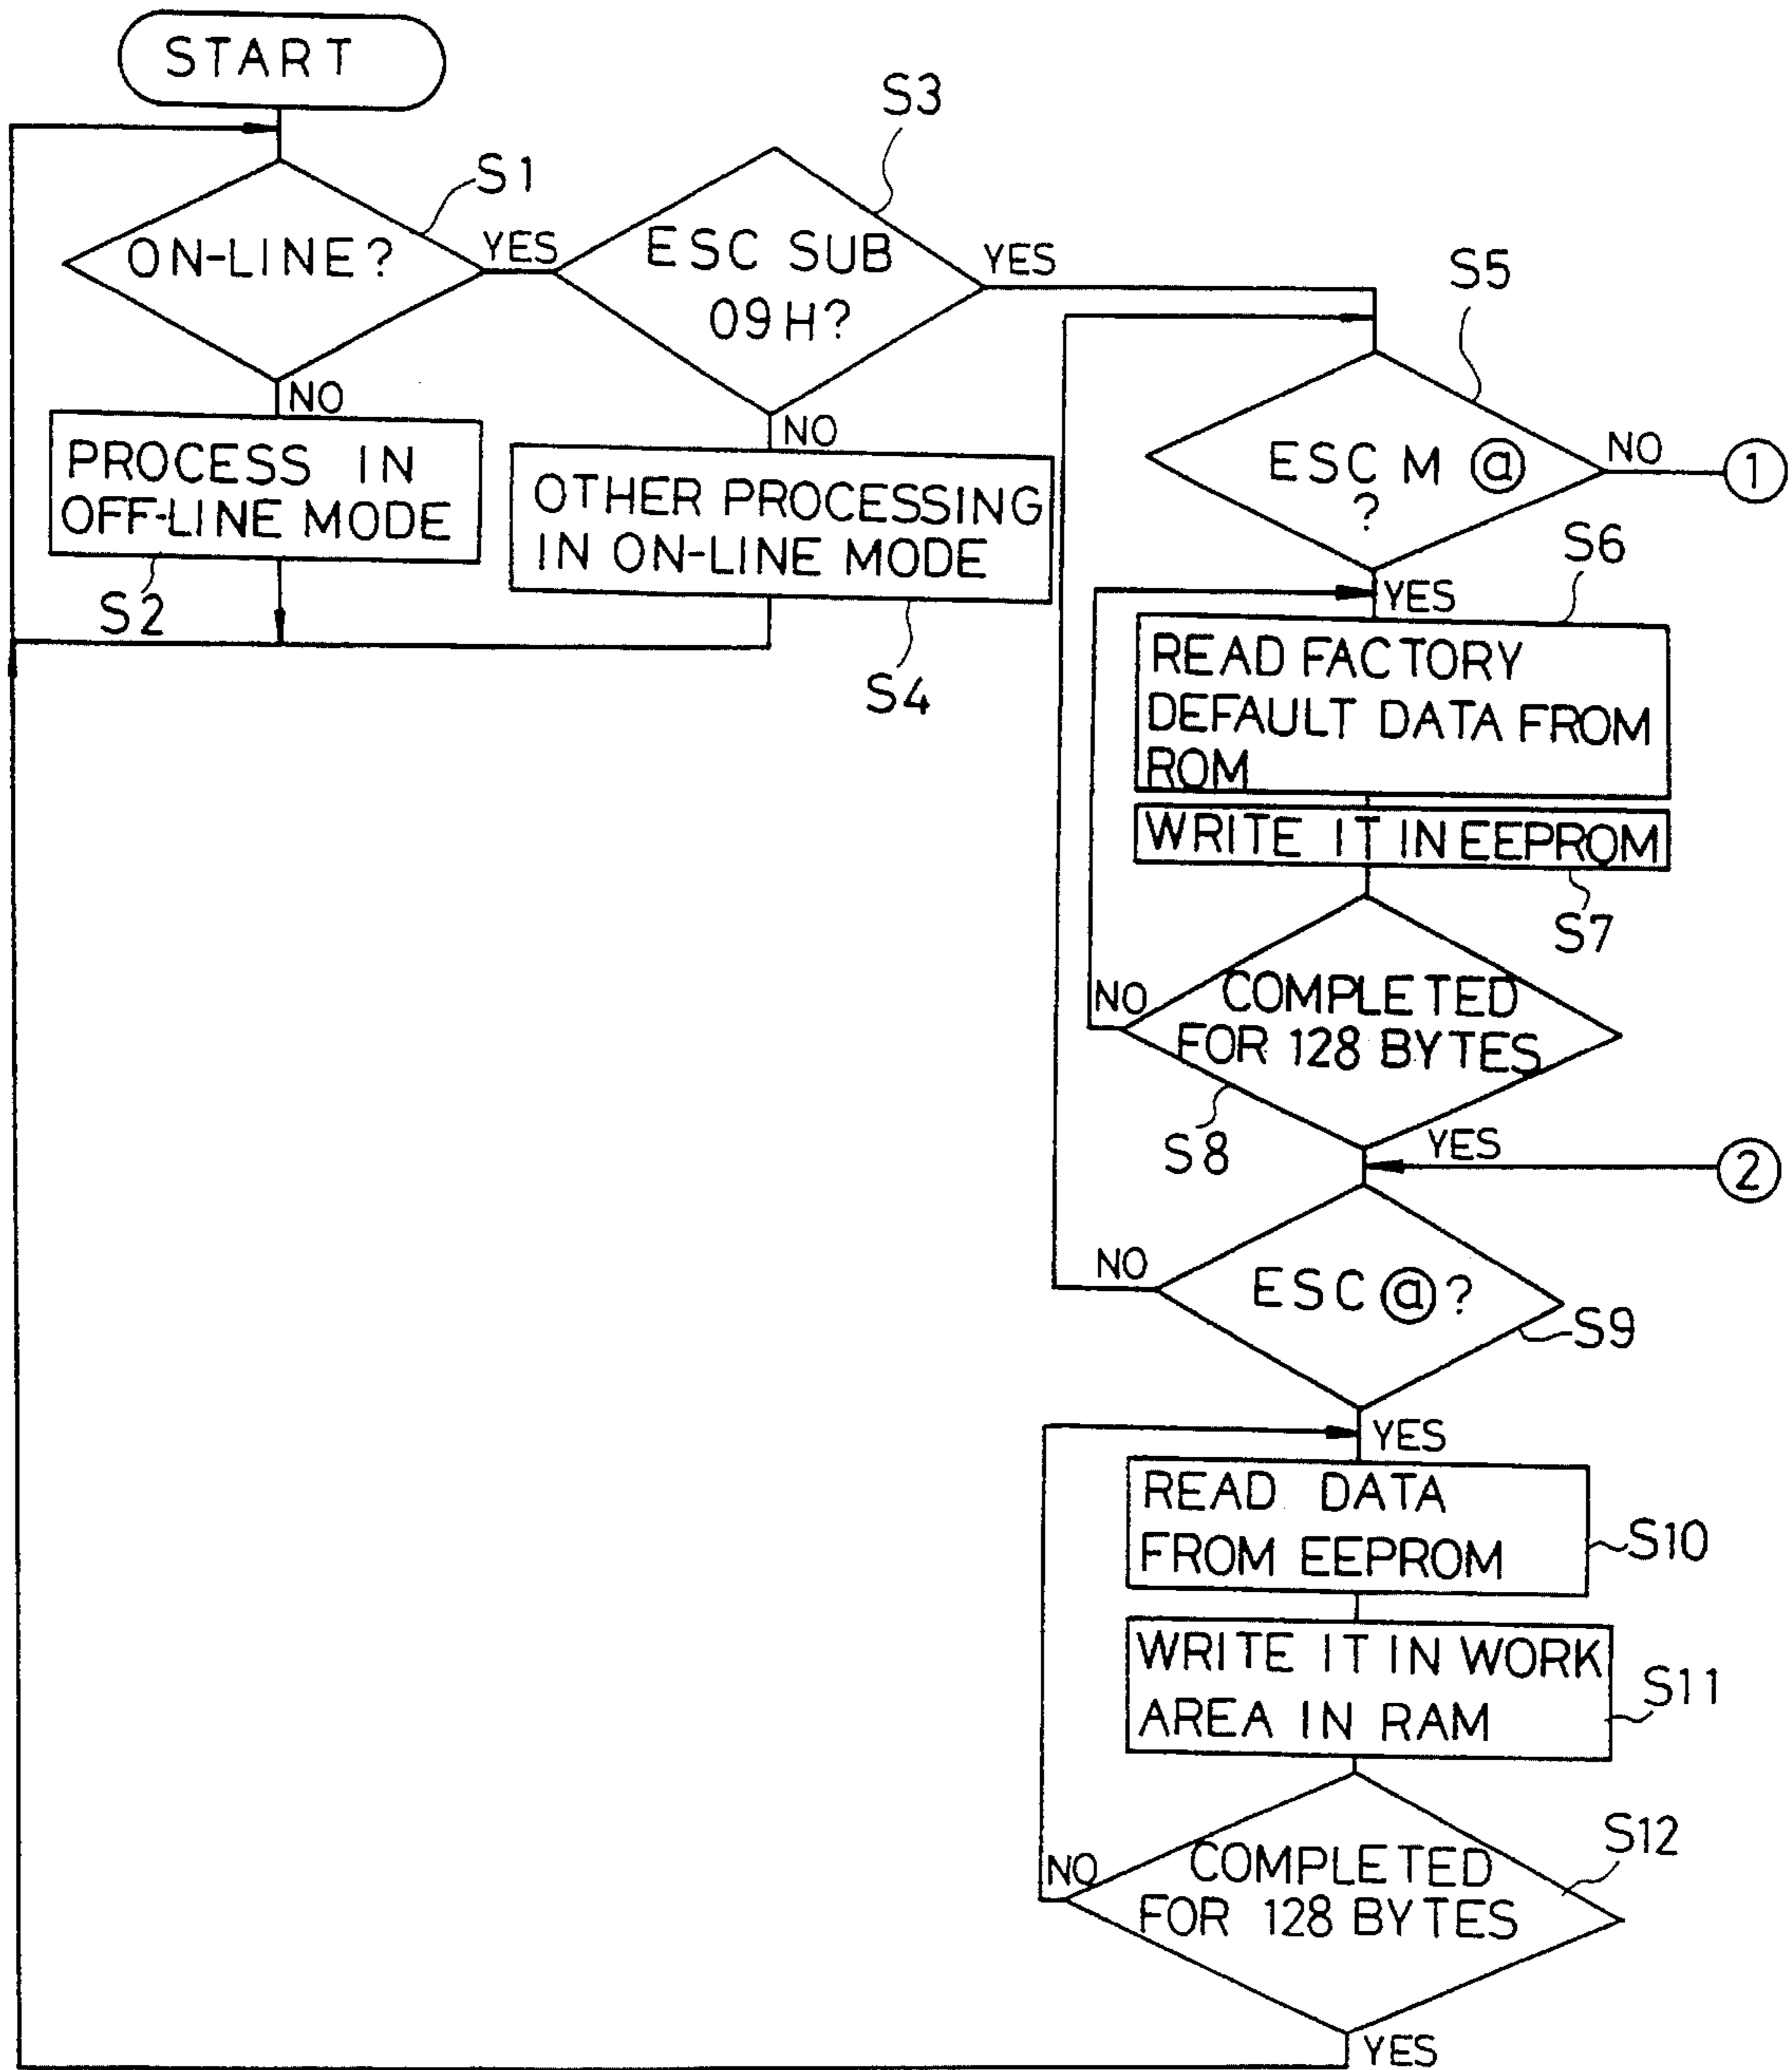 START
S1
ON-LINE?
YES
NO
PROCESS IN
OFF-LINE MODE
S2
S3
ESC SUB
09H?
YES
NO
OTHER PROCESSING
IN ON-LINE MODE
S4
S5
ESC M @
?
NO
1
YES
S6
READ FACTORY
DEFAULT DATA FROM
ROM
WRITE IT IN EEPROM
S7
COMPLETED
FOR 128 BYTES
NO
S8
YES
2
ESC @?
NO
S9
YES
READ DATA
FROM EEPROM
S10
WRITE IT IN WORK
AREA IN RAM
S11
COMPLETED
FOR 128 BYTES
NO
S12
YES